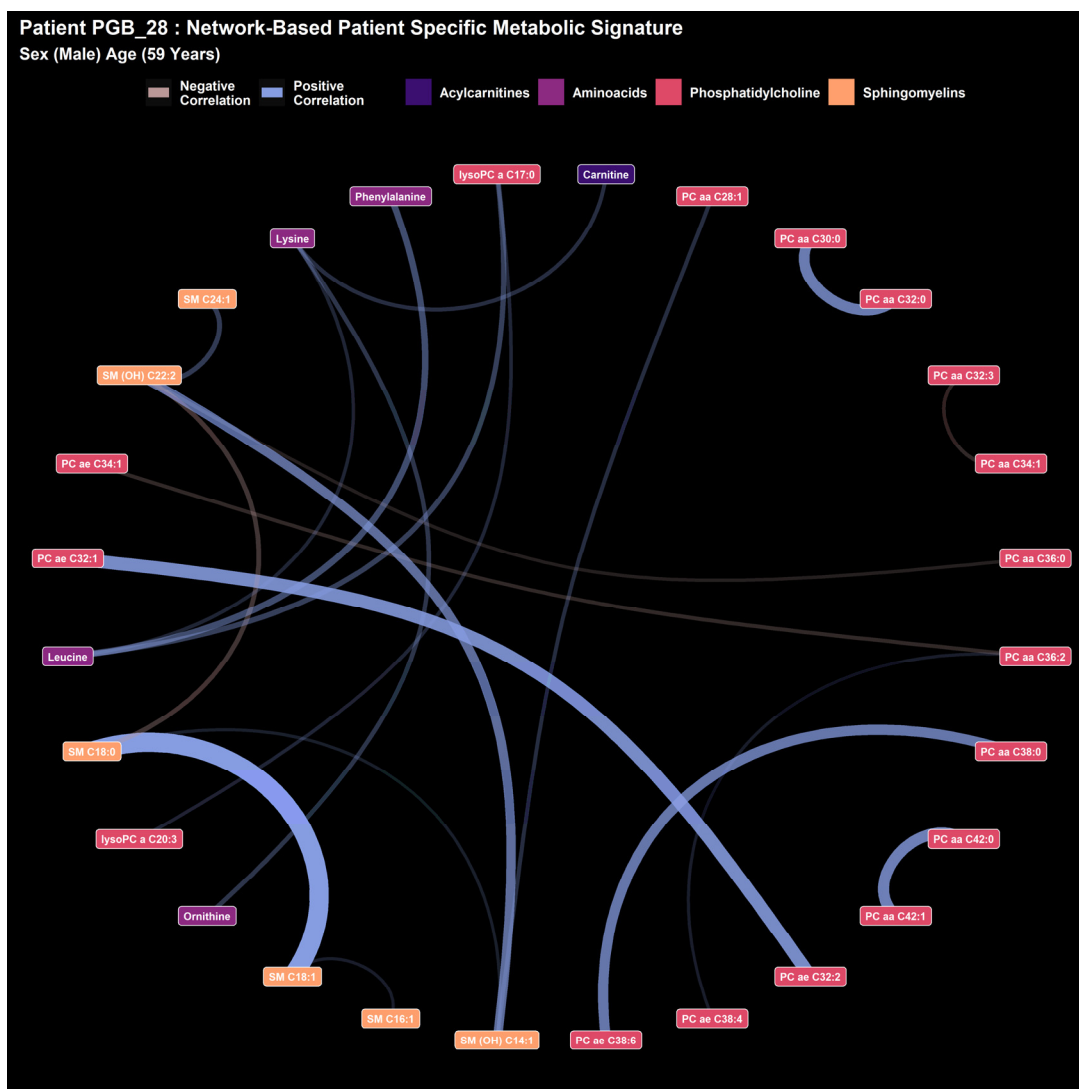 Patient PGB_28 : Network-Based Patient Specific Metabolic Signature
Sex (Male) Age (59 Years)
Negative Correlation
Positive Correlation
Acylcarnitines
Aminoacids
Phosphatidylcholine
Sphingomyelins
lysoPC a C17:0
Carnitine
Phenylalanine
PC aa C28:1
Lysine
PC aa C30:0
SM C24:1
PC aa C32:0
SM (OH) C22:2
PC aa C32:3
PC ae C34:1
PC aa C34:1
PC ae C32:1
PC aa C36:0
Leucine
PC aa C36:2
SM C18:0
PC aa C38:0
lysoPC a C20:3
PC aa C42:0
Ornithine
PC aa C42:1
SM C18:1
PC ae C32:2
SM C16:1
PC ae C38:4
SM (OH) C14:1
PC ae C38:6